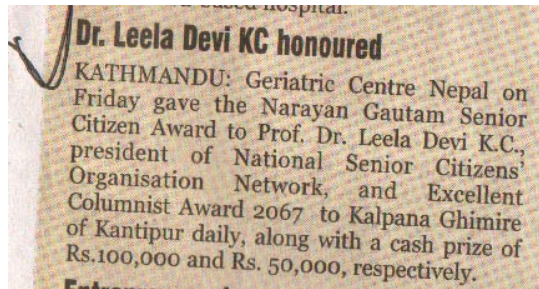 based hospital.
Dr. Leela Devi KC honoured
KATHMANDU: Geriatric Centre Nepal on
Friday gave the Narayan Gautam Senior
Citizen Award to Prof. Dr. Leela Devi K.C.,
president of National Senior Citizens'
Organisation Network, and Excellent
Columnist Award 2067 to Kalpana Ghimire
of Kantipur daily, along with a cash prize of
Rs.100,000 and Rs. 50,000, respectively.